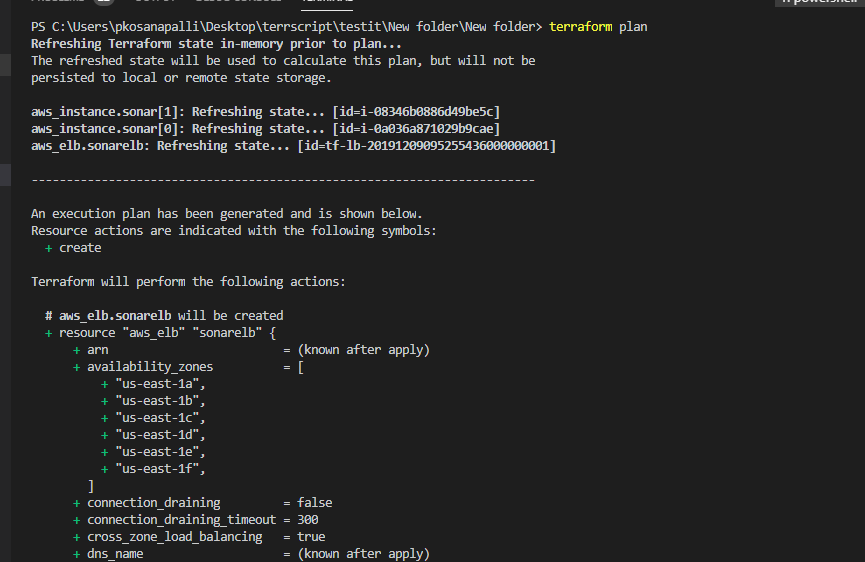 TERMINAL
powershell
PS C:\Users\pkosanapalli\Desktop\terrscript\testit\New folder\New folder> terraform plan
Refreshing Terraform state in-memory prior to plan...
The refreshed state will be used to calculate this plan, but will not be
persisted to local or remote state storage.
aws_instance.sonar[1]: Refreshing state... [id=i-08346b0886d49be5c]
aws_instance.sonar[0]: Refreshing state... [id=i-0a036a871029b9cae]
aws_elb.sonarelb: Refreshing state... [id=tf-lb-20191209095255436000000001]
------------------------------------------------------------------------
An execution plan has been generated and is shown below.
Resource actions are indicated with the following symbols:
+ create
Terraform will perform the following actions:
# aws_elb.sonarelb will be created
+ resource "aws_elb" "sonarelb" {
+ arn = (known after apply)
+ availability_zones = [
+ "us-east-1a",
+ "us-east-1b",
+ "us-east-1c",
+ "us-east-1d",
+ "us-east-1e",
+ "us-east-1f",
]
+ connection_draining = false
+ connection_draining_timeout = 300
+ cross_zone_load_balancing = true
+ dns_name = (known after apply)